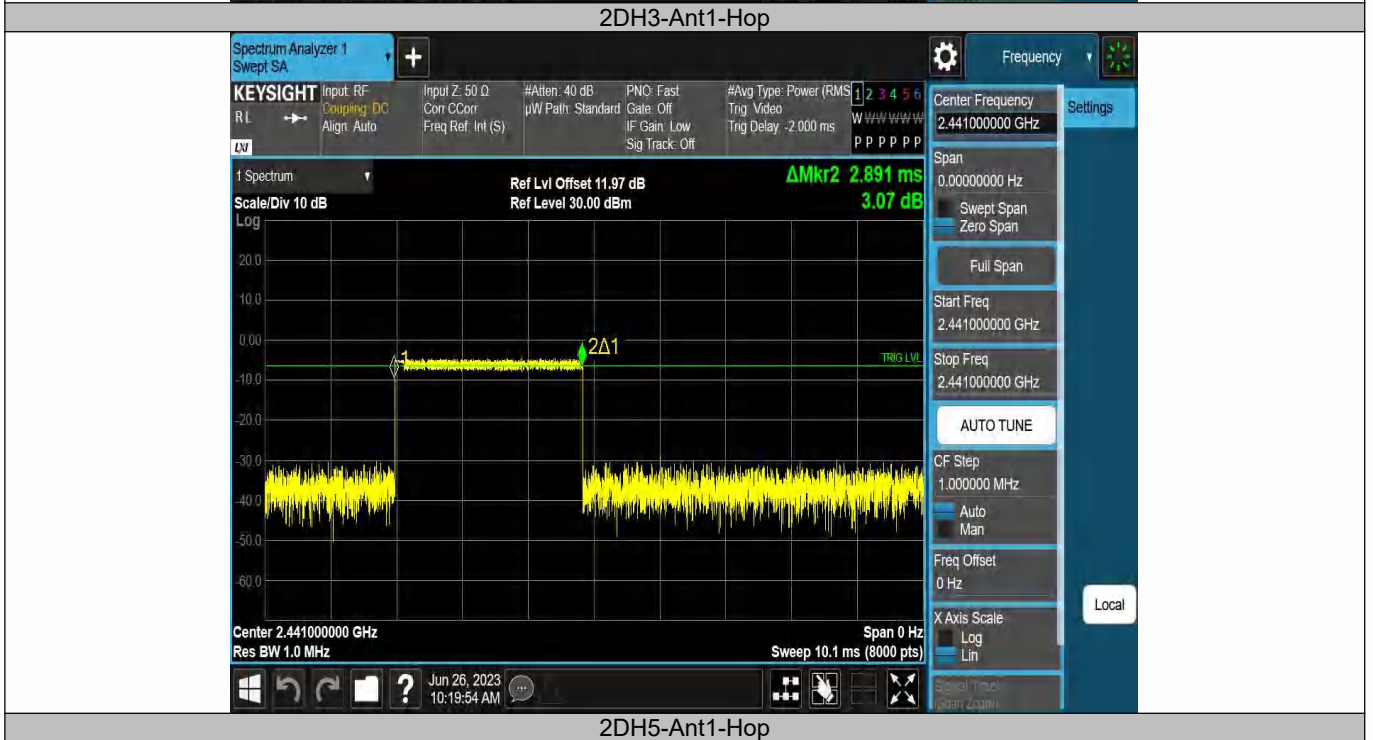 2DH3-Ant1-Hop
Spectrum Analyzer 1
Swept SA
Frequency
KEYSIGHT
RL
LXI
Input: RF
Coupling: DC
Align: Auto
Input Z: 50 Ω
Corr CCorr
Freq Ref: Int (S)
#Atten: 40 dB
µW Path: Standard
PNO: Fast
Gate: Off
IF Gain: Low
Sig Track: Off
#Avg Type: Power (RMS
Trig: Video
Trig Delay: -2.000 ms
1 2 3 4 5 6
W W W W W W
P P P P P P
Center Frequency
2.441000000 GHz
Settings
Span
0.00000000 Hz
Swept Span
Zero Span
Full Span
Start Freq
2.441000000 GHz
Stop Freq
2.441000000 GHz
AUTO TUNE
CF Step
1.000000 MHz
Auto
Man
Freq Offset
0 Hz
X Axis Scale
Log
Lin
Local
1 Spectrum
Scale/Div 10 dB
Log
Ref Lvl Offset 11.97 dB
Ref Level 30.00 dBm
ΔMkr2 2.891 ms
3.07 dB
20.0
10.0
0.00
-10.0
-20.0
-30.0
-40.0
-50.0
-60.0
1
2Δ1
TRIG LVL
Center 2.441000000 GHz
Res BW 1.0 MHz
Span 0 Hz
Sweep 10.1 ms (8000 pts)
?
Jun 26, 2023
10:19:54 AM
2DH5-Ant1-Hop